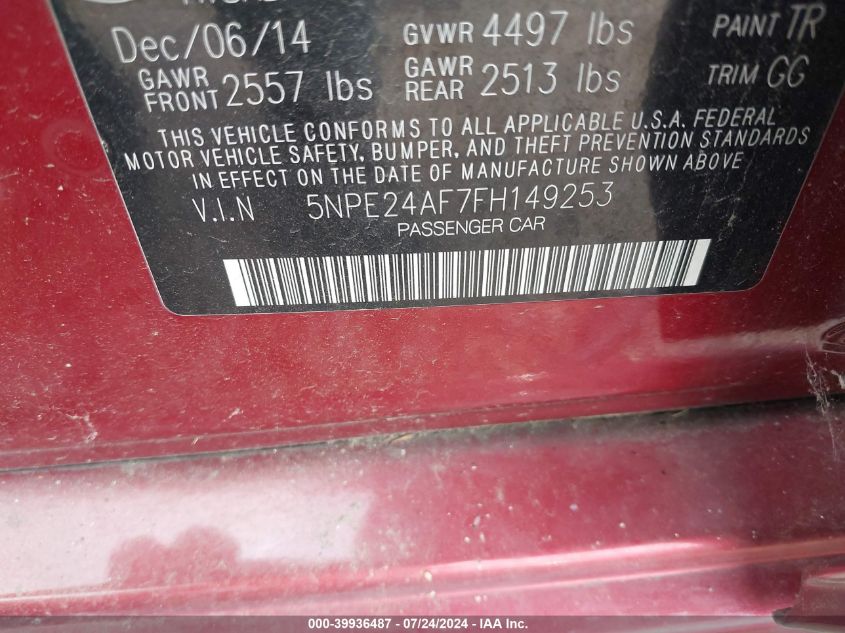 Dec/06/14 GVWR 4497 lbs PAINT TR
GAWR FRONT 2557 lbs GAWR REAR 2513 lbs TRIM GG
THIS VEHICLE CONFORMS TO ALL APPLICABLE U.S.A. FEDERAL
MOTOR VEHICLE SAFETY, BUMPER, AND THEFT PREVENTION STANDARDS
IN EFFECT ON THE DATE OF MANUFACTURE SHOWN ABOVE
V.I.N 5NPE24AF7FH149253
PASSENGER CAR
000-39936487 - 07/24/2024 - IAA Inc.